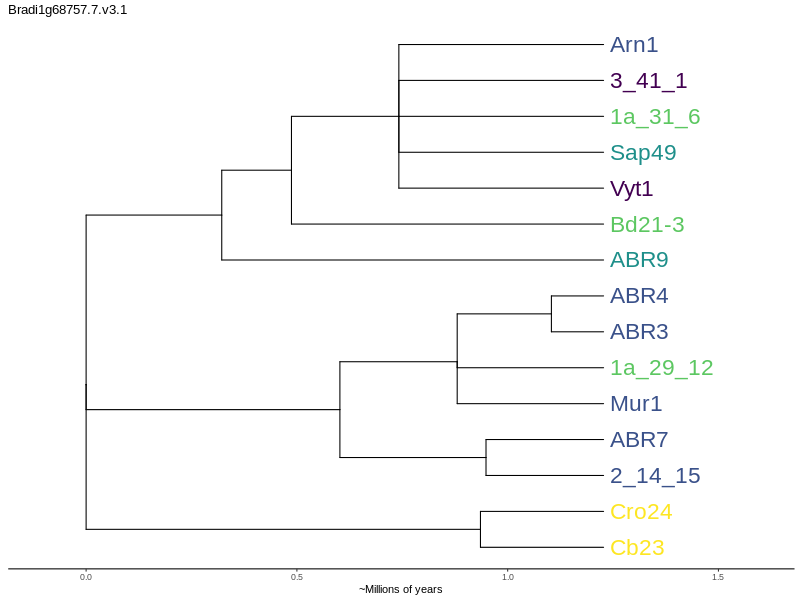 Bradi1g68757.7.v3.1
Arn1
3_41_1
1a_31_6
Sap49
Vyt1
Bd21-3
ABR9
ABR4
ABR3
1a_29_12
Mur1
ABR7
2_14_15
Cro24
Cb23
0.0 0.5 1.0 1.5
~Millions of years